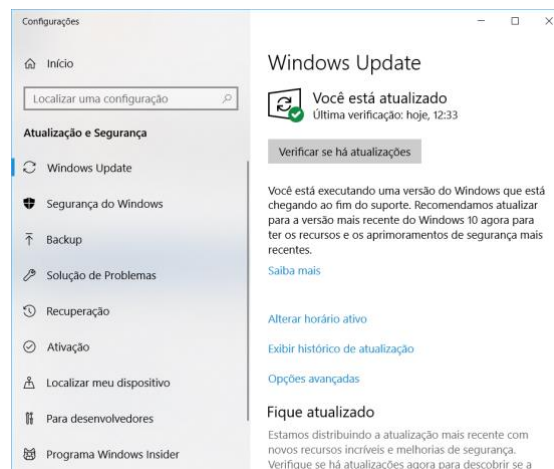 Configurações
Início
Localizar uma configuração
Atualização e Segurança
Windows Update
Segurança do Windows
Backup
Solução de Problemas
Recuperação
Ativação
Localizar meu dispositivo
Para desenvolvedores
Programa Windows Insider
Windows Update
Você está atualizado
Última verificação: hoje, 12:33
Verificar se há atualizações
Você está executando uma versão do Windows que está
chegando ao fim do suporte. Recomendamos atualizar
para a versão mais recente do Windows 10 agora para
ter os recursos e os aprimoramentos de segurança mais
recentes.
Saiba mais
Alterar horário ativo
Exibir histórico de atualização
Opções avançadas
Fique atualizado
Estamos distribuindo a atualização mais recente com
novos recursos incríveis e melhorias de segurança.
Verifique se há atualizações agora para descobrir se a